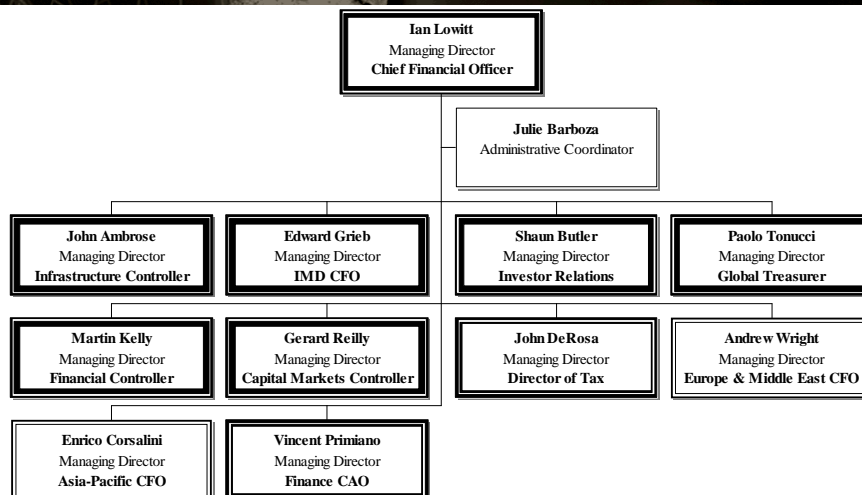 Ian Lowitt
Managing Director
Chief Financial Officer
Julie Barboza
Administrative Coordinator
John Ambrose
Managing Director
Infrastructure Controller
Edward Grieb
Managing Director
IMD CFO
Shaun Butler
Managing Director
Investor Relations
Paolo Tonucci
Managing Director
Global Treasurer
Martin Kelly
Managing Director
Financial Controller
Gerard Reilly
Managing Director
Capital Markets Controller
John DeRosa
Managing Director
Director of Tax
Andrew Wright
Managing Director
Europe & Middle East CFO
Enrico Corsalini
Managing Director
Asia-Pacific CFO
Vincent Primiano
Managing Director
Finance CAO